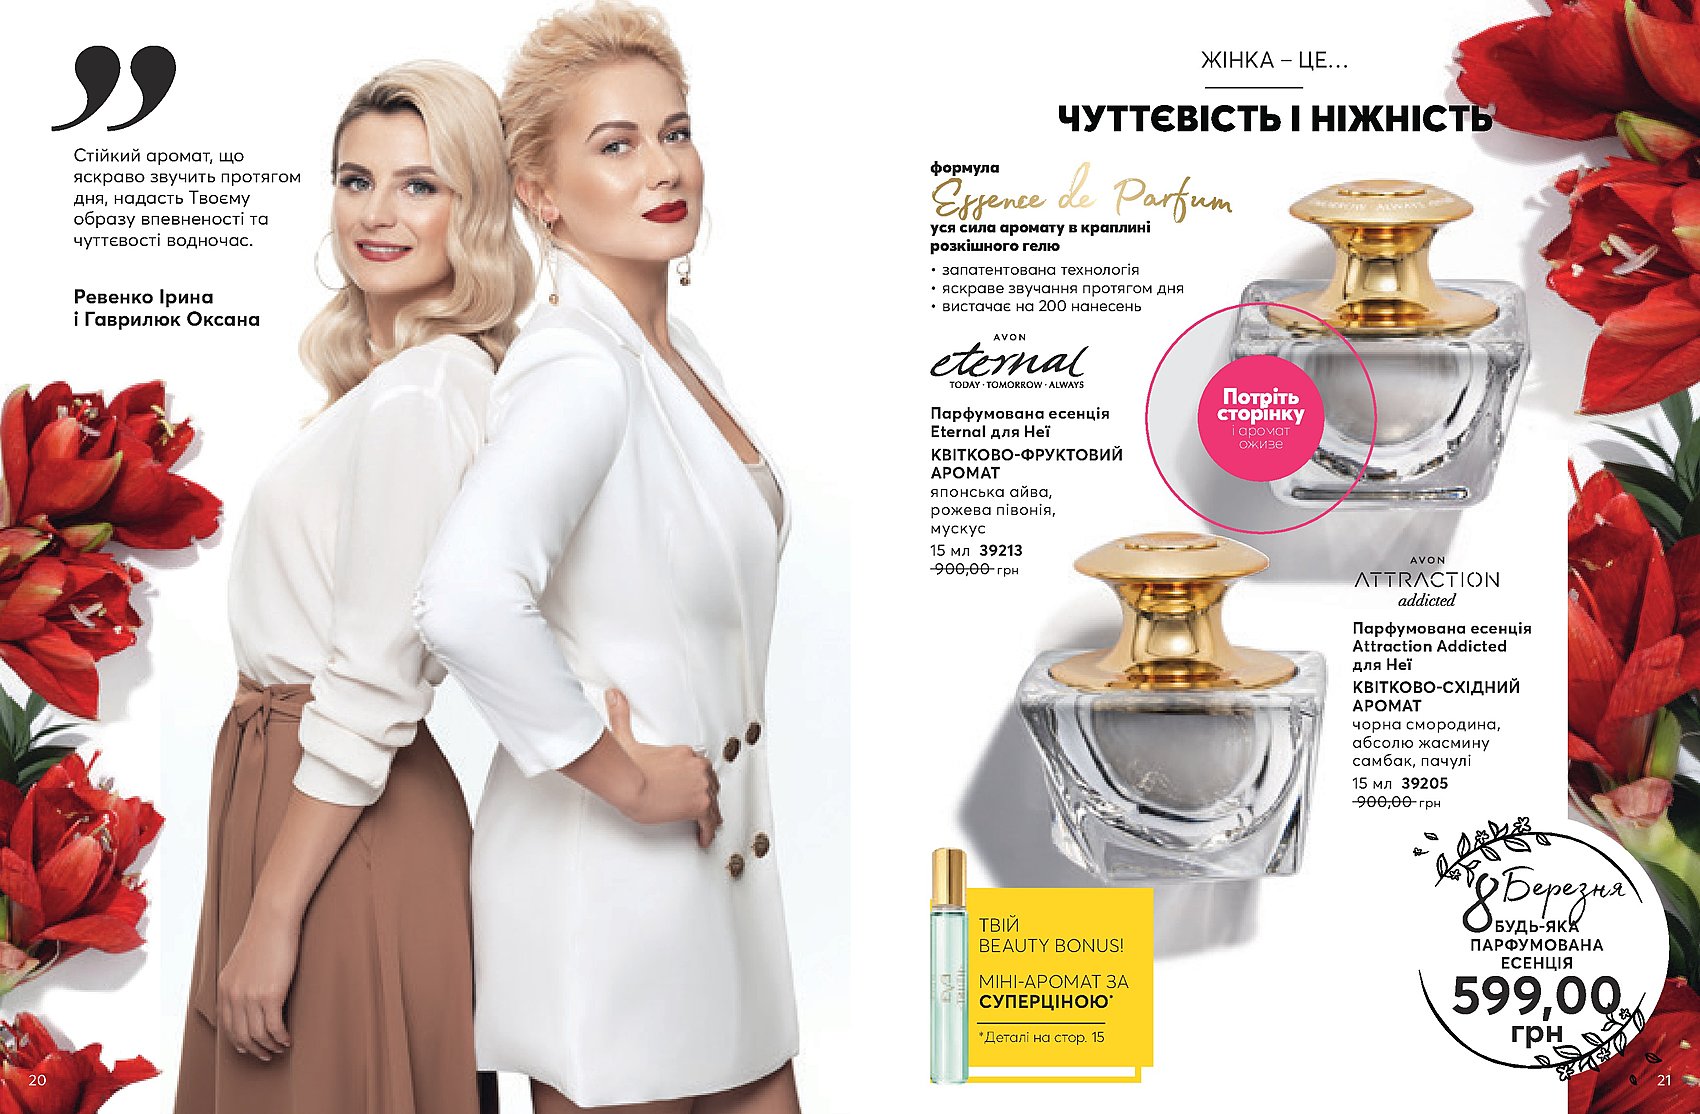 Стійкий аромат, що
яскраво звучить протягом
дня, надасть Твоєму
образу впевненості та
чуттєвості водночас.
Ревенко Ірина
і Гаврилюк Оксана
20
ЖІНКА – ЦЕ...
ЧУТТЄВІСТЬ І НІЖНІСТЬ
формула
Essence de Parfum
уся сила аромату в краплині
розкішного гелю
• запатентована технологія
• яскраве звучання протягом дня
• вистачає на 200 нанесень
AVON
eternal
TODAY · TOMORROW · ALWAYS
Парфумована есенція
Eternal для Неї
КВІТКОВО-ФРУКТОВИЙ
АРОМАТ
японська айва,
рожева півонія,
мускус
15 мл 39213
900,00 грн
Потріть
сторінку
і аромат
оживе
AVON
ATTRACTION
addicted
Парфумована есенція
Attraction Addicted
для Неї
КВІТКОВО-СХІДНИЙ
АРОМАТ
чорна смородина,
абсолю жасмину
самбак, пачулі
15 мл 39205
900,00 грн
ТВІЙ
BEAUTY BONUS!
МІНІ-АРОМАТ ЗА
СУПЕРЦІНОЮ*
*Деталі на стор. 15
8 Березня
БУДЬ-ЯКА
ПАРФУМОВАНА
ЕСЕНЦІЯ
599,00
грн
21